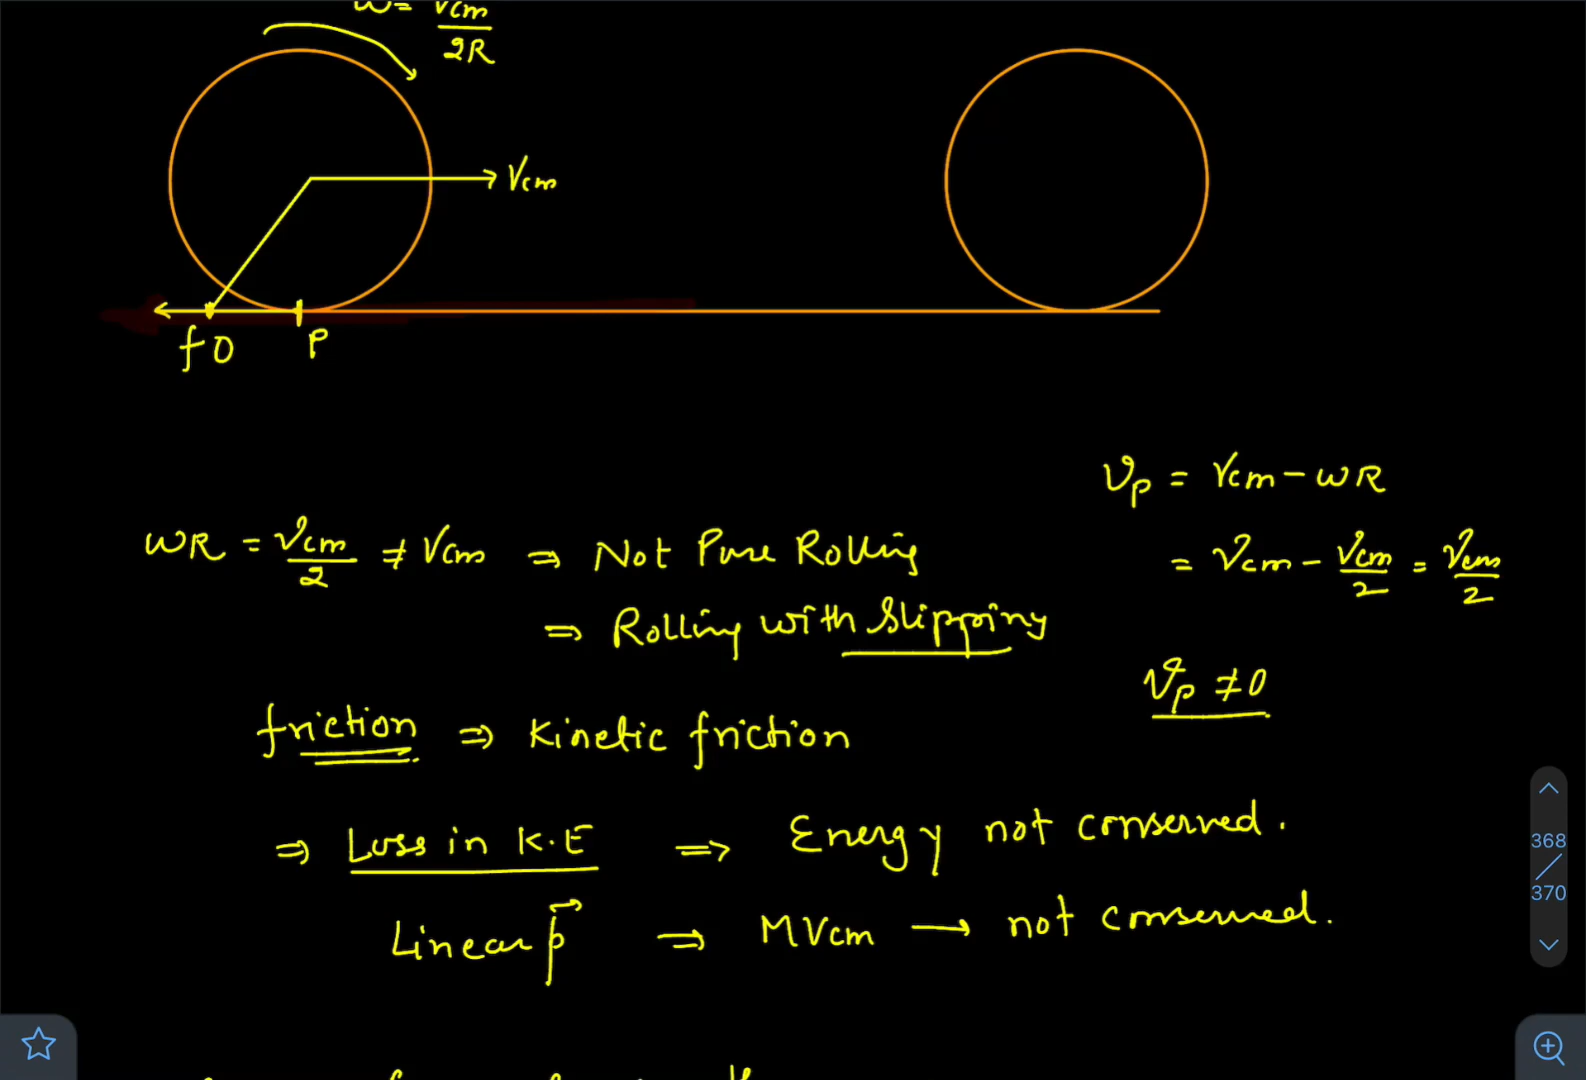 ω = Vcm / 2R
Vcm
f O P
Vp = Vcm - ωR
ωR = Vcm/2 ≠ Vcm ⇒ Not Pure Rolling
= Vcm - Vcm/2 = Vcm/2
⇒ Rolling with Slipping
Vp ≠ 0
friction ⇒ Kinetic friction
⇒ Loss in K.E ⇒ Energy not conserved.
Linear p⃗ ⇒ MVcm → not conserved.
368
370